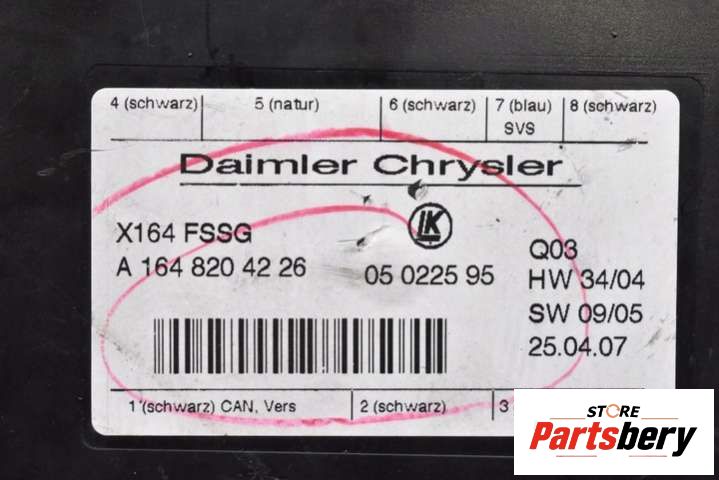 4 (schwarz) 5 (natur) 6 (schwarz) 7 (blau) 8 (schwarz)
SVS
Daimler Chrysler
X164 FSSG
LK
A 164 820 42 26 05 0225 95
Q03
HW 34/04
SW 09/05
25.04.07
1 (schwarz) CAN, Vers 2 (schwarz) 3
STORE
Partsbery